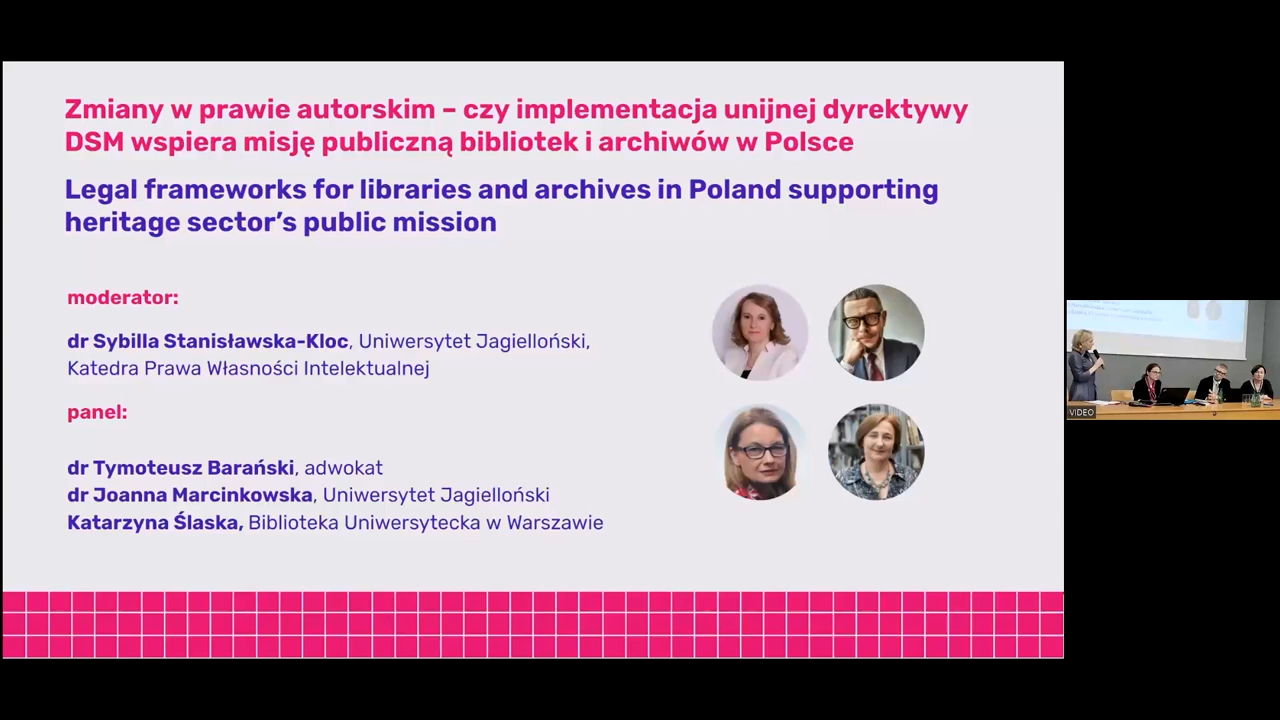 Zmiany w prawie autorskim – czy implementacja unijnej dyrektywy
DSM wspiera misję publiczną bibliotek i archiwów w Polsce
Legal frameworks for libraries and archives in Poland supporting
heritage sector's public mission
moderator:
dr Sybilla Stanisławska-Kloc, Uniwersytet Jagielloński,
Katedra Prawa Własności Intelektualnej
panel:
dr Tymoteusz Barański, adwokat
dr Joanna Marcinkowska, Uniwersytet Jagielloński
Katarzyna Ślaska, Biblioteka Uniwersytecka w Warszawie
VIDEO